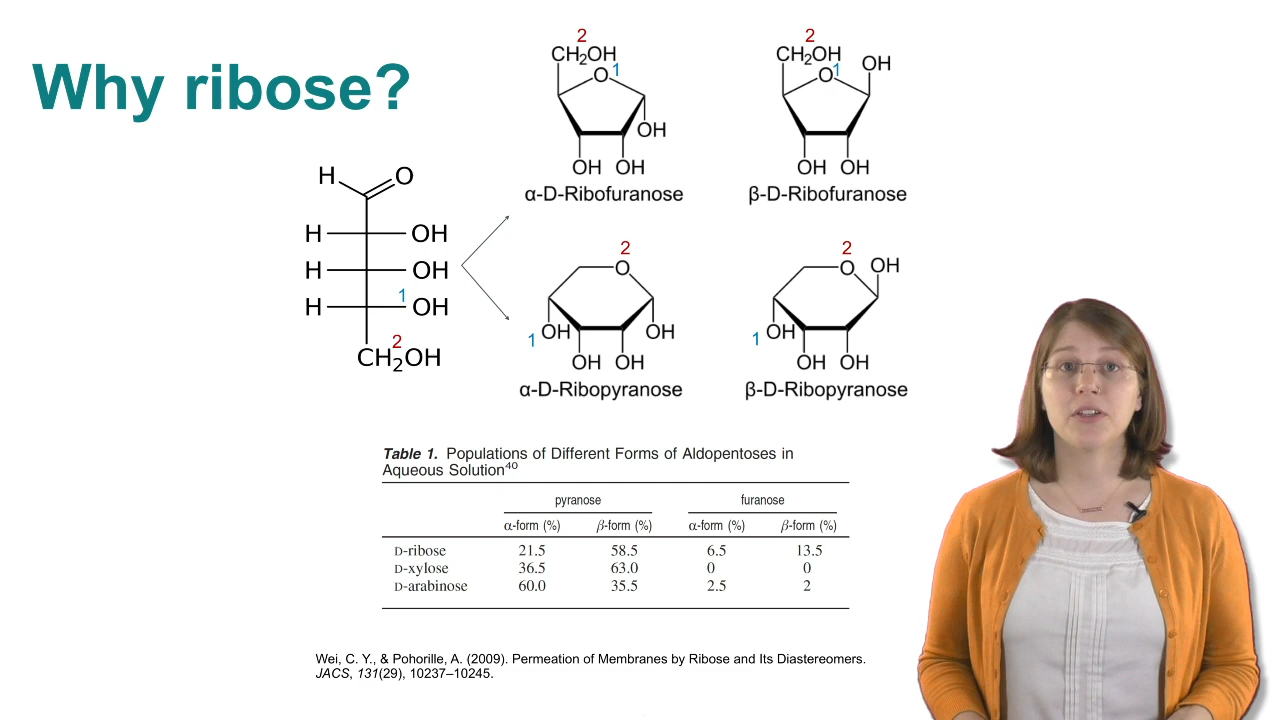 Why ribose?
H O
H OH
H OH
H 1 OH
2
CH₂OH
2
CH₂OH
O 1
OH
OH OH
α-D-Ribofuranose
2
CH₂OH
O 1 OH
OH OH
β-D-Ribofuranose
2
O
1 OH OH
OH OH
α-D-Ribopyranose
2
O OH
1 OH
OH OH
β-D-Ribopyranose
Table 1. Populations of Different Forms of Aldopentoses in
Aqueous Solution⁴⁰
pyranose furanose
α-form (%) β-form (%) α-form (%) β-form (%)
D-ribose 21.5 58.5 6.5 13.5
D-xylose 36.5 63.0 0 0
D-arabinose 60.0 35.5 2.5 2
Wei, C. Y., & Pohorille, A. (2009). Permeation of Membranes by Ribose and Its Diastereomers.
JACS, 131(29), 10237–10245.